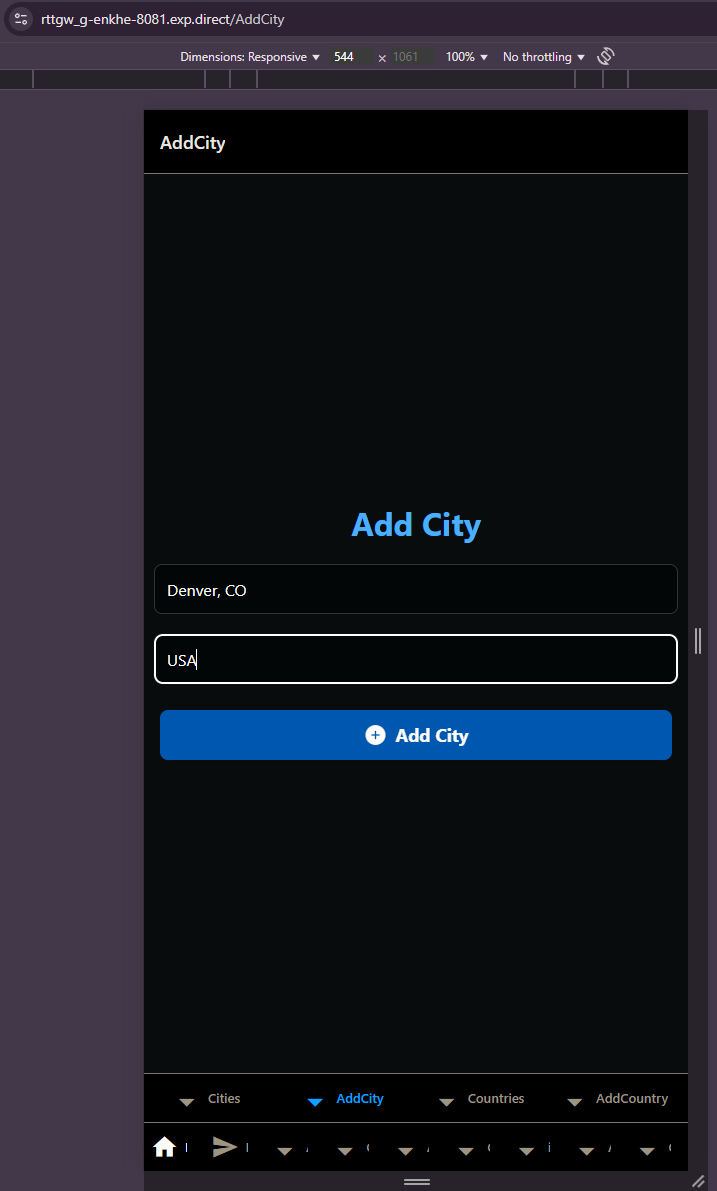 rttgw_g-enkhe-8081.exp.direct/AddCity
Dimensions: Responsive 544 × 1061 100% No throttling
AddCity
Add City
Denver, CO
USA
Add City
Cities AddCity Countries AddCountry